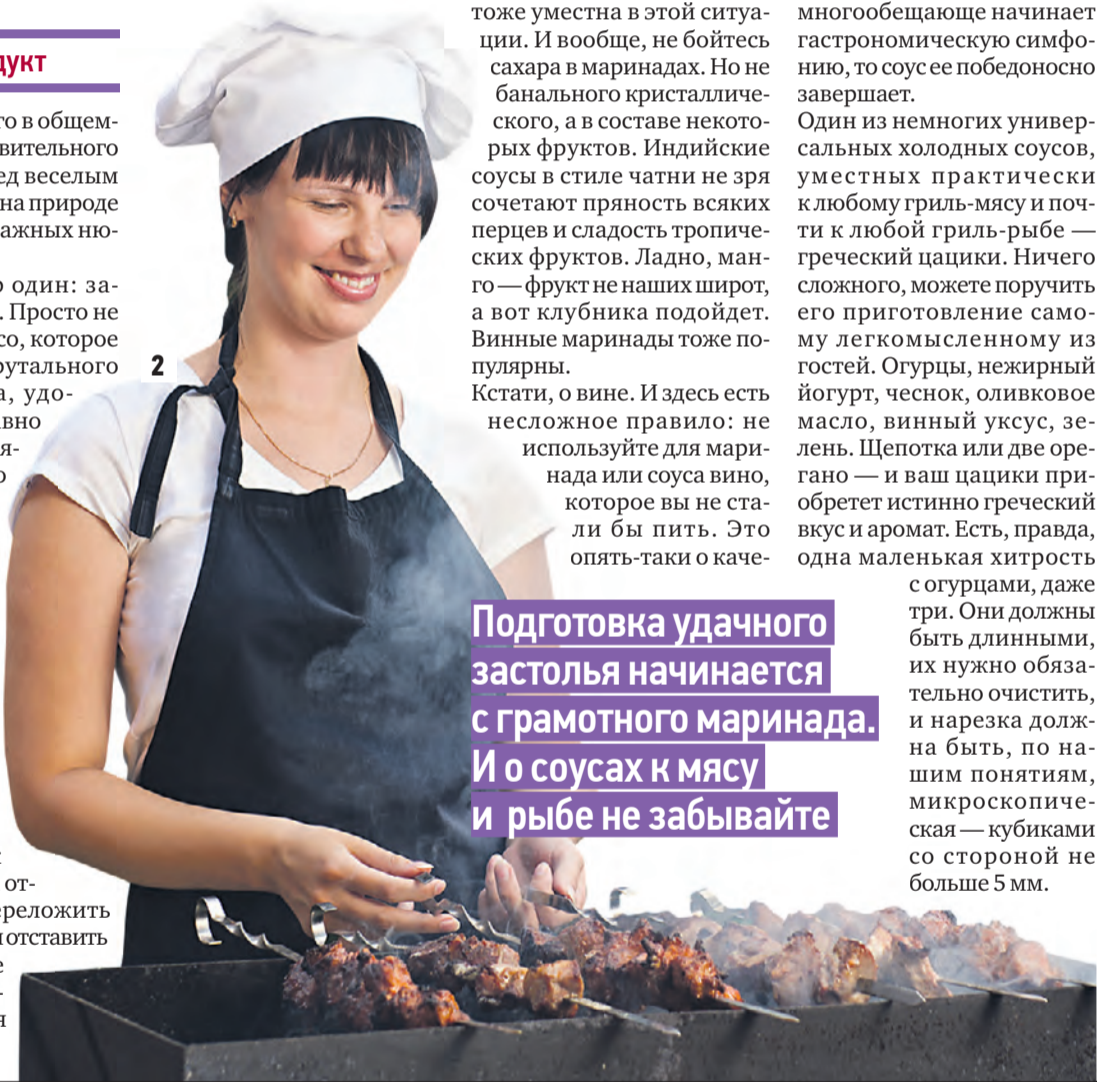 дукт
го в общем-
вительного
ед веселым
на природе
ажных ню-
о один: за-
. Просто не
со, которое
рутального
а, удо-
авно
я-
о
от-
ереложить
отставить
е
-
я
2
тоже уместна в этой ситуа-
ции. И вообще, не бойтесь
сахара в маринадах. Но не
банального кристалличе-
ского, а в составе некото-
рых фруктов. Индийские
соусы в стиле чатни не зря
сочетают пряность всяких
перцев и сладость тропиче-
ских фруктов. Ладно, ман-
го — фрукт не наших широт,
а вот клубника подойдет.
Винные маринады тоже по-
пулярны.
Кстати, о вине. И здесь есть
несложное правило: не
используйте для мари-
нада или соуса вино,
которое вы не ста-
ли бы пить. Это
опять-таки о каче-
Подготовка удачного
застолья начинается
с грамотного маринада.
И о соусах к мясу
и рыбе не забывайте
многообещающе начинает
гастрономическую симфо-
нию, то соус ее победоносно
завершает.
Один из немногих универ-
сальных холодных соусов,
уместных практически
к любому гриль-мясу и поч-
ти к любой гриль-рыбе —
греческий цацики. Ничего
сложного, можете поручить
его приготовление само-
му легкомысленному из
гостей. Огурцы, нежирный
йогурт, чеснок, оливковое
масло, винный уксус, зе-
лень. Щепотка или две оре-
гано — и ваш цацики при-
обретет истинно греческий
вкус и аромат. Есть, правда,
одна маленькая хитрость
с огурцами, даже
три. Они должны
быть длинными,
их нужно обяза-
тельно очистить,
и нарезка долж-
на быть, по на-
шим понятиям,
микроскопиче-
ская — кубиками
со стороной не
больше 5 мм.